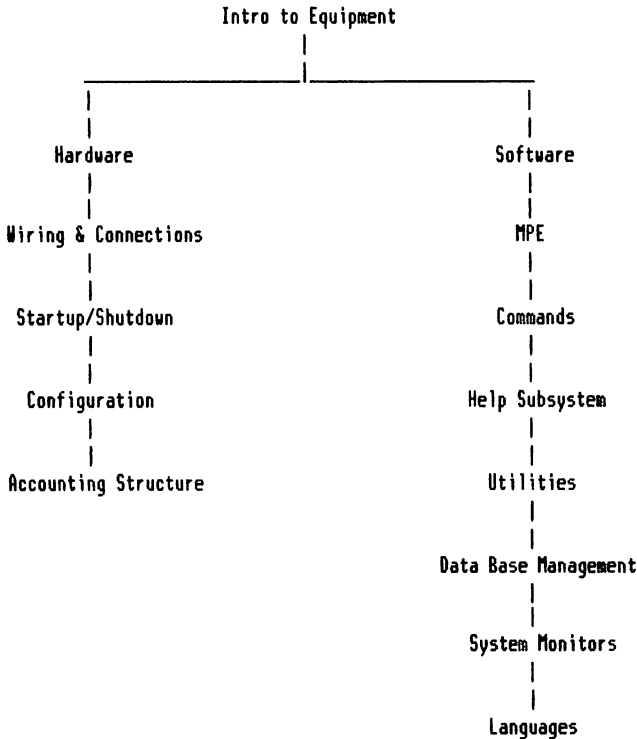 Intro to Equipment
Hardware
Software
Wiring & Connections
MPE
Startup/Shutdown
Commands
Configuration
Help Subsystem
Accounting Structure
Utilities
Data Base Management
System Monitors
Languages